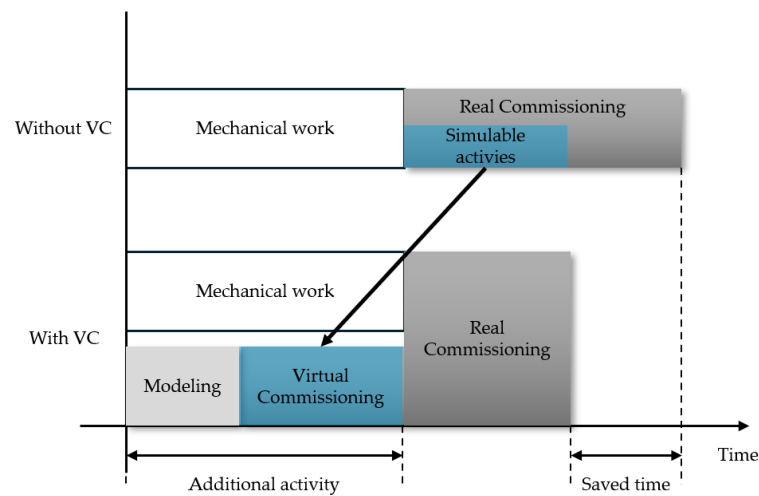 Without VC
Mechanical work
Real Commissioning
Simulable
activies
With VC
Mechanical work
Real
Commissioning
Modeling
Virtual
Commissioning
Time
Additional activity
Saved time